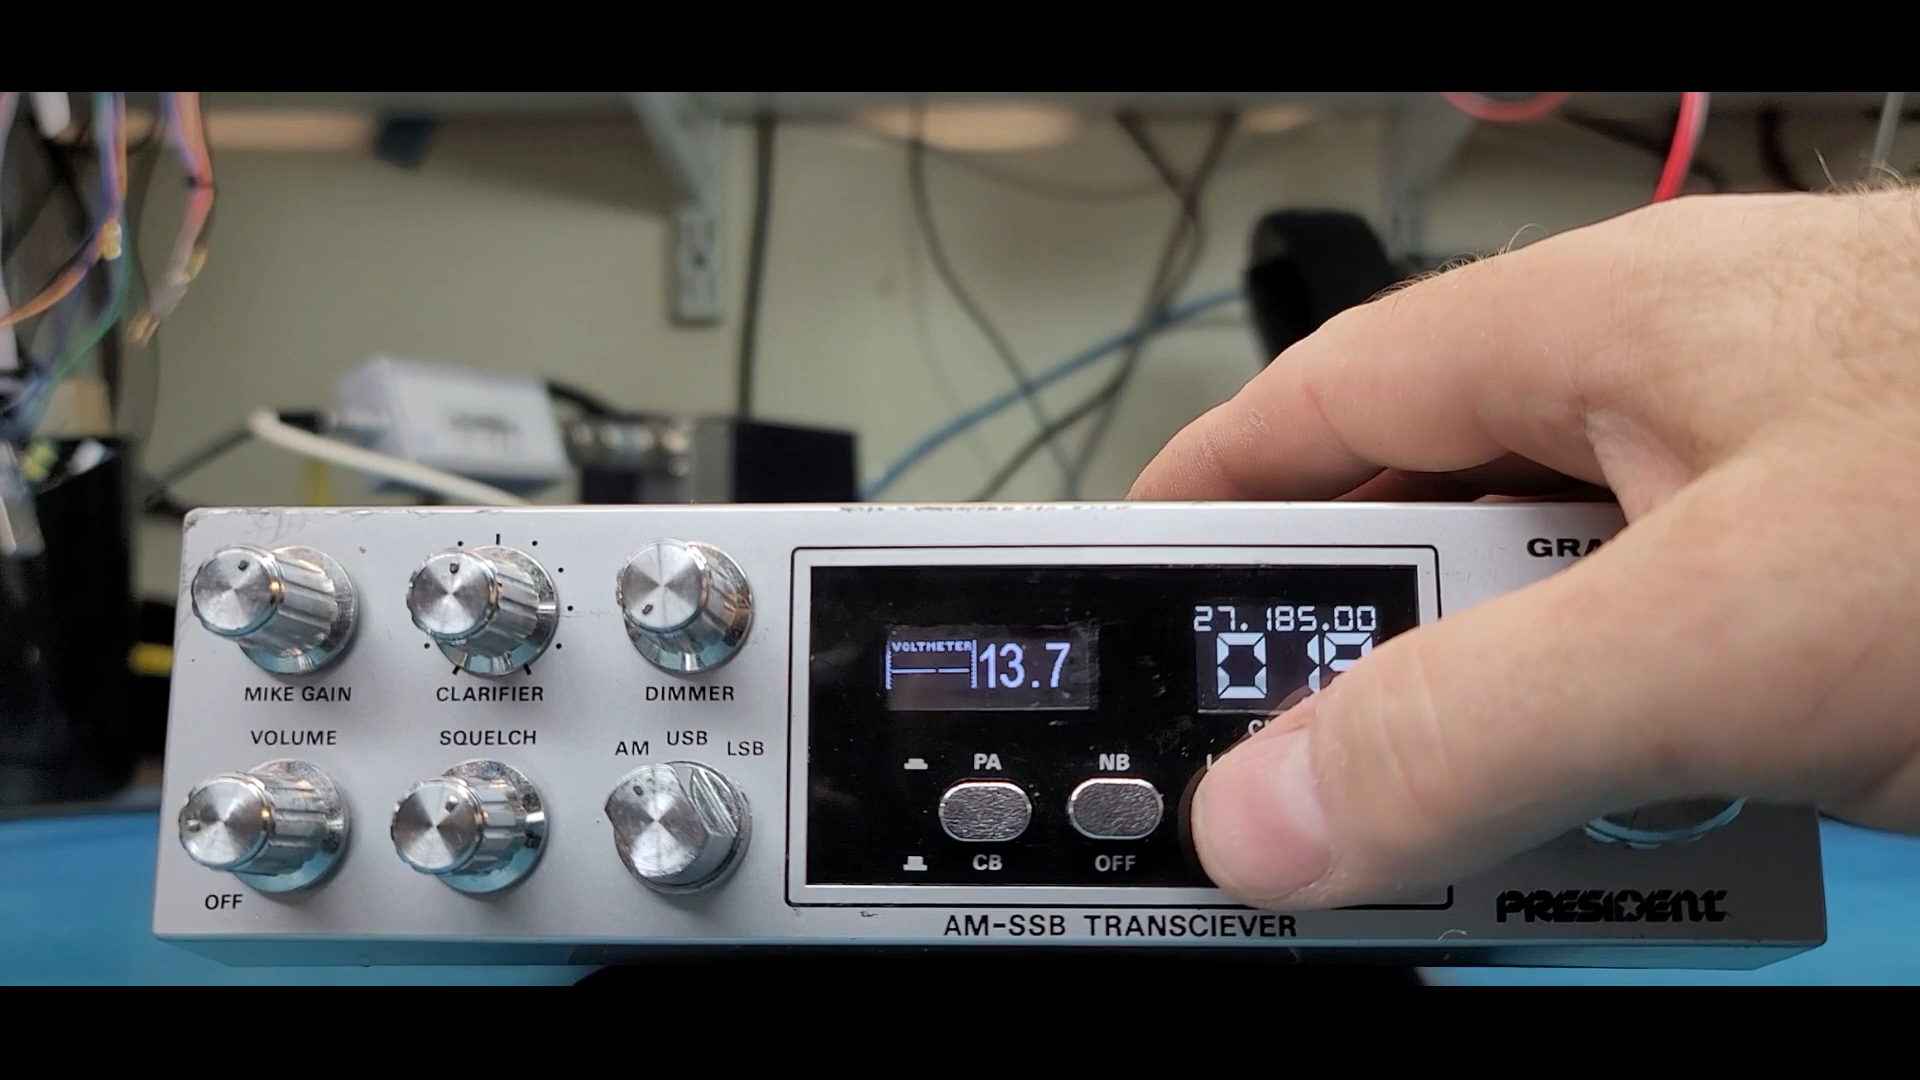 GRA
MIKE GAIN
CLARIFIER
DIMMER
VOLUME
SQUELCH
AM
USB
LSB
OFF
VOLTMETER
13.7
27.185.00
019
PA
NB
CB
OFF
AM-SSB TRANSCIEVER
PRESIDENT